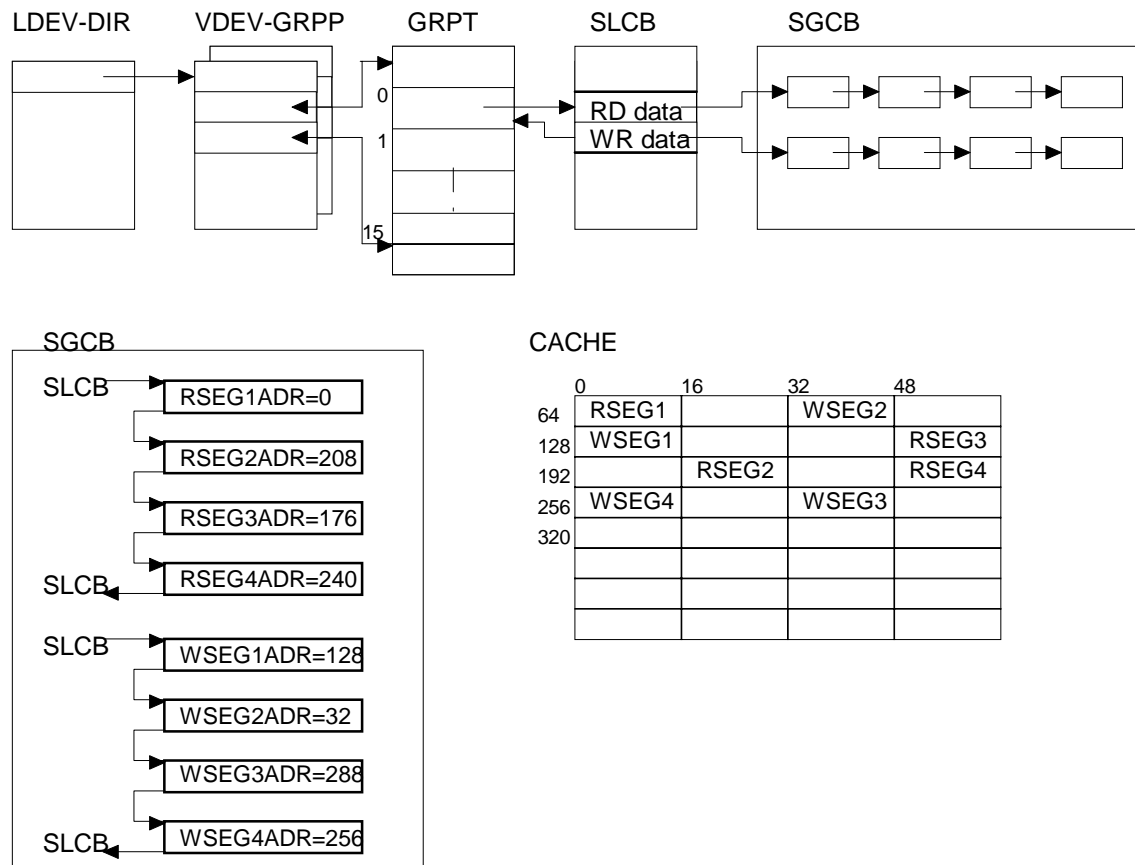 LDEV-DIR VDEV-GRPP GRPT SLCB SGCB
0
RD data
1
WR data
15
SGCB
SLCB
RSEG1ADR=0
RSEG2ADR=208
RSEG3ADR=176
RSEG4ADR=240
SLCB
SLCB
WSEG1ADR=128
WSEG2ADR=32
WSEG3ADR=288
WSEG4ADR=256
SLCB
CACHE
0 16 32 48
64 RSEG1 WSEG2
128 WSEG1 RSEG3
192 RSEG2 RSEG4
256 WSEG4 WSEG3
320